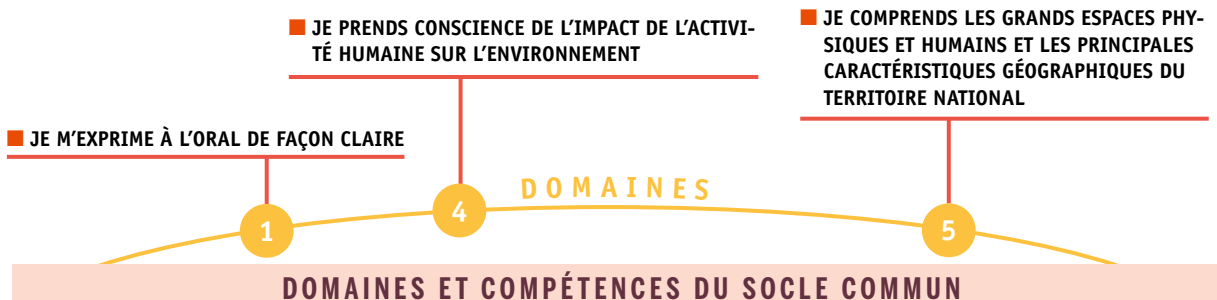 ■ JE M'EXPRIME À L'ORAL DE FAÇON CLAIRE
■ JE PRENDS CONSCIENCE DE L'IMPACT DE L'ACTIVI-
TÉ HUMAINE SUR L'ENVIRONNEMENT
■ JE COMPRENDS LES GRANDS ESPACES PHY-
SIQUES ET HUMAINS ET LES PRINCIPALES
CARACTÉRISTIQUES GÉOGRAPHIQUES DU
TERRITOIRE NATIONAL
DOMAINES
1
4
5
DOMAINES ET COMPÉTENCES DU SOCLE COMMUN